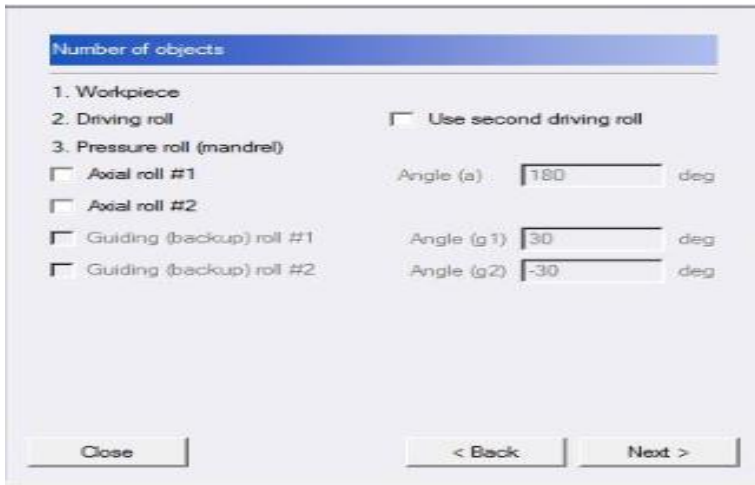 Number of objects
1. Workpiece
2. Driving roll Use second driving roll
3. Pressure roll (mandrel)
Axial roll #1 Angle (a) 180 deg
Axial roll #2
Guiding (backup) roll #1 Angle (g1) 30 deg
Guiding (backup) roll #2 Angle (g2) -30 deg
Close < Back Next >